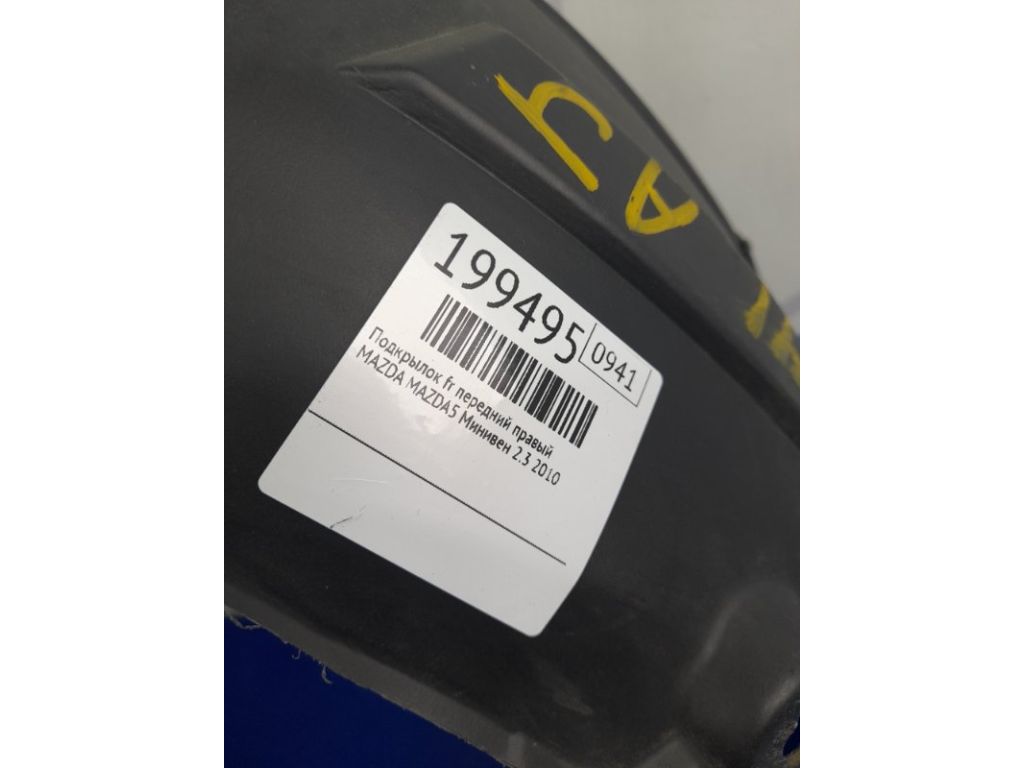 199495
0941
Подкрылок fr передний правый
MAZDA MAZDA5 Минивен 2.3 2010